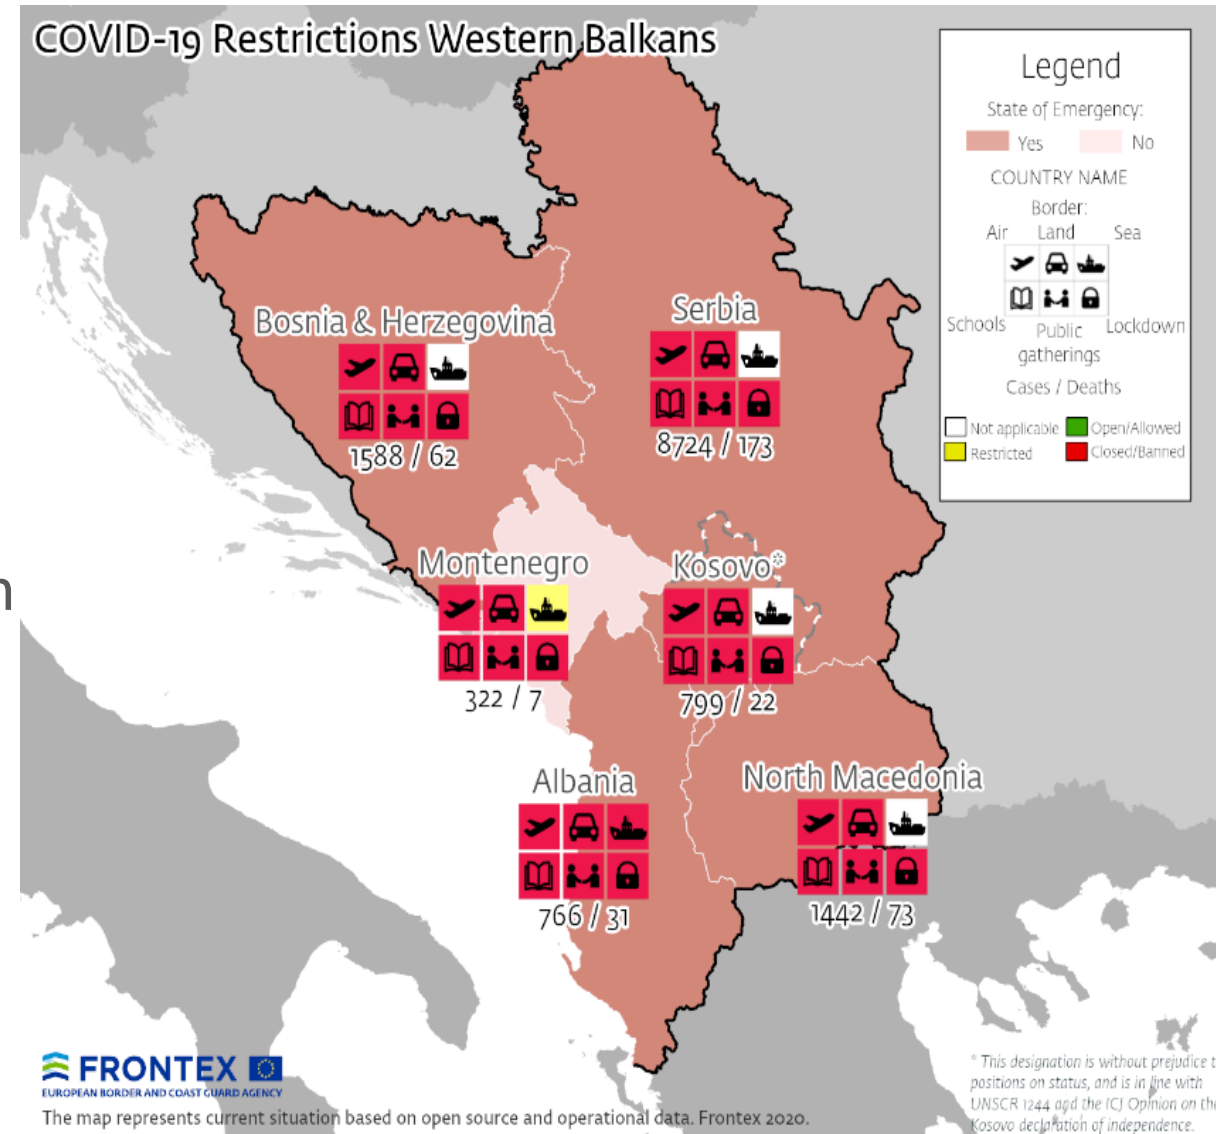 COVID-19 Restrictions Western Balkans
Legend
State of Emergency:
Yes No
COUNTRY NAME
Border:
Air Land Sea
Schools Public gatherings Lockdown
Cases / Deaths
Not applicable Open/Allowed
Restricted Closed/Banned
Bosnia & Herzegovina
1588 / 62
Serbia
8724 / 173
Montenegro
322 / 7
Kosovo*
799 / 22
Albania
766 / 31
North Macedonia
1442 / 73
n
FRONTEX
EUROPEAN BORDER AND COAST GUARD AGENCY
The map represents current situation based on open source and operational data. Frontex 2020.
* This designation is without prejudice t
positions on status, and is in line with
UNSCR 1244 and the ICJ Opinion on the
Kosovo declaration of independence.